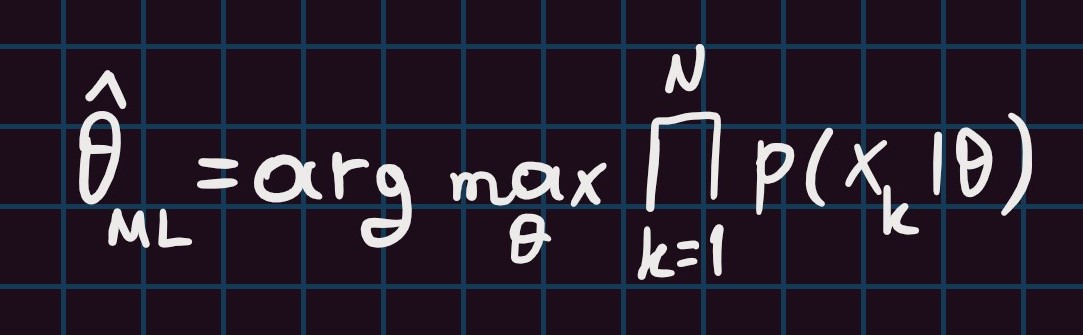 θ̂_ML = arg max_θ ∏_{k=1}^{N} p(x_k|θ)